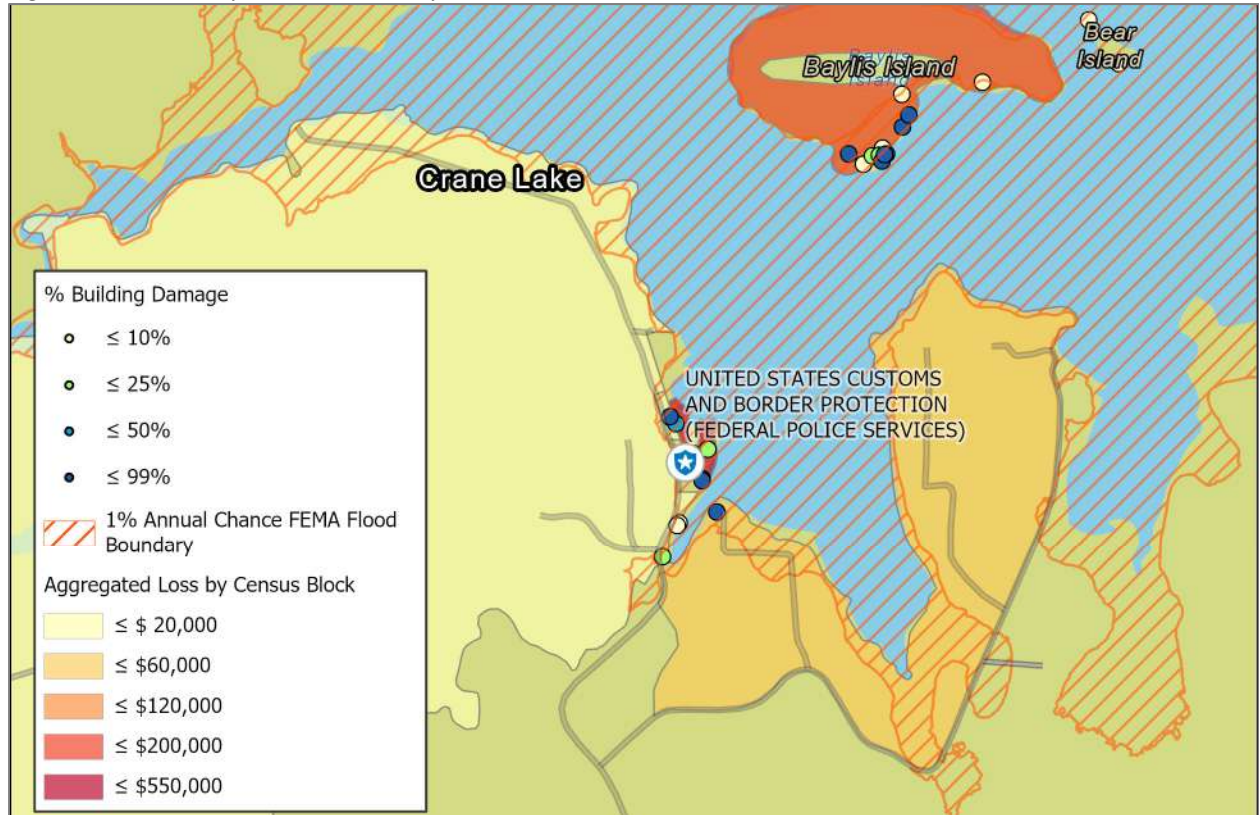 Bear
Island
Baylis
Island
Baylis Island
Crane Lake
UNITED STATES CUSTOMS
AND BORDER PROTECTION
(FEDERAL POLICE SERVICES)
% Building Damage
≤ 10%
≤ 25%
≤ 50%
≤ 99%
1% Annual Chance FEMA Flood
Boundary
Aggregated Loss by Census Block
≤ $ 20,000
≤ $60,000
≤ $120,000
≤ $200,000
≤ $550,000